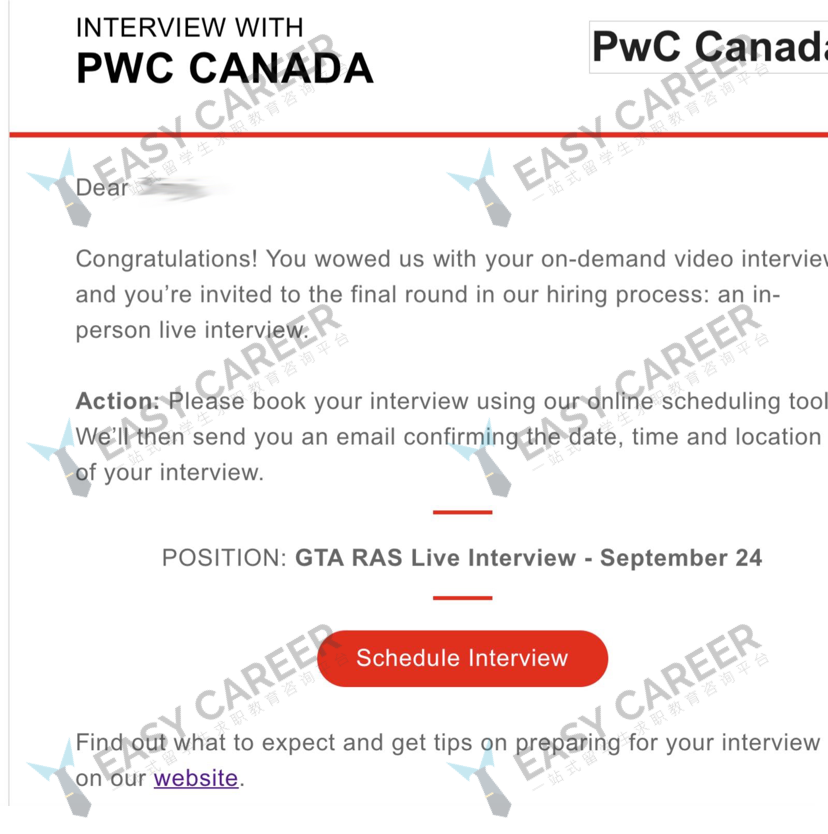 INTERVIEW WITH
PWC CANADA
PwC Canada
Dear
Congratulations! You wowed us with your on-demand video interview
and you're invited to the final round in our hiring process: an in-
person live interview.
Action: Please book your interview using our online scheduling tool
We'll then send you an email confirming the date, time and location
of your interview.
POSITION: GTA RAS Live Interview - September 24
Schedule Interview
Find out what to expect and get tips on preparing for your interview
on our website.
EASY CAREER
一站式留学生求职教育咨询平台
EASY CAREER
一站式留学生求职教育咨询平台
EASY CAREER
一站式留学生求职教育咨询平台
EASY CAREER
一站式留学生求职教育咨询平台
EASY CAREER
一站式留学生求职教育咨询平台
EASY CAREER
一站式留学生求职教育咨询平台